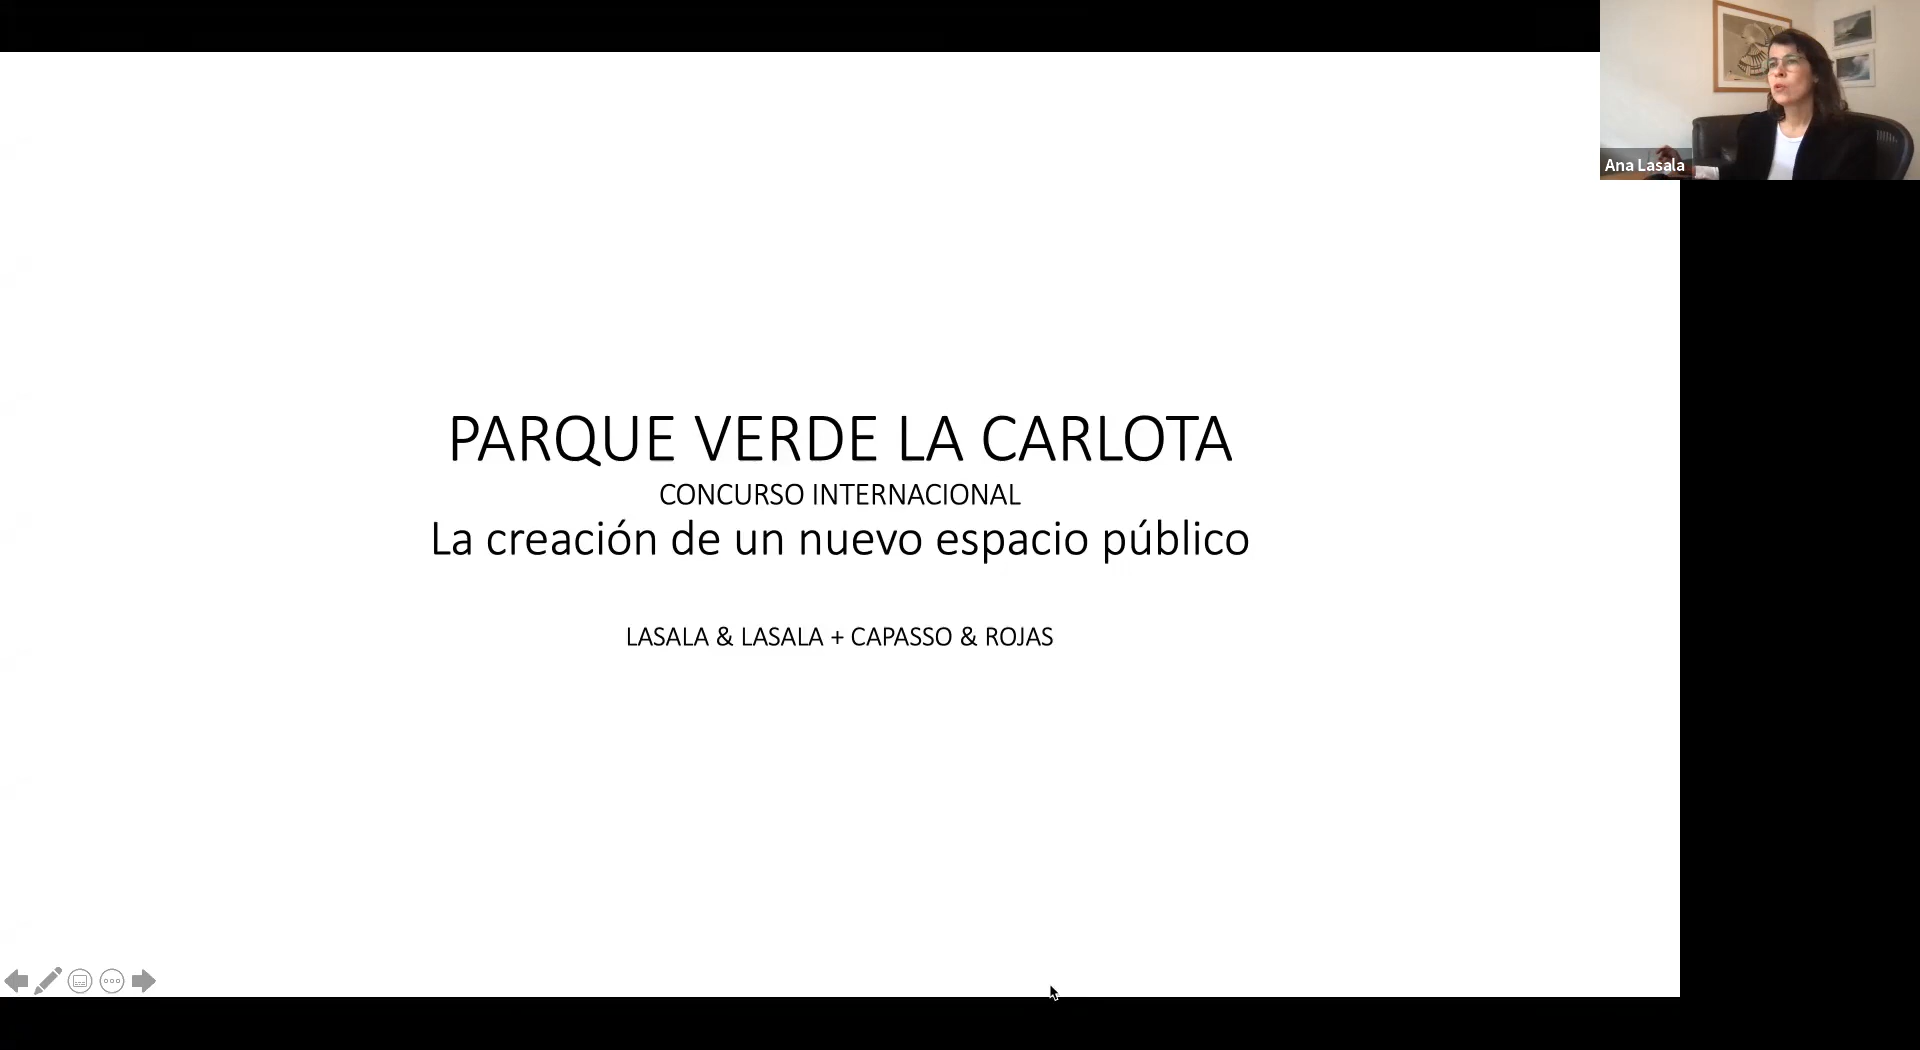 Ana Lasala
PARQUE VERDE LA CARLOTA
CONCURSO INTERNACIONAL
La creación de un nuevo espacio público
LASALA & LASALA + CAPASSO & ROJAS